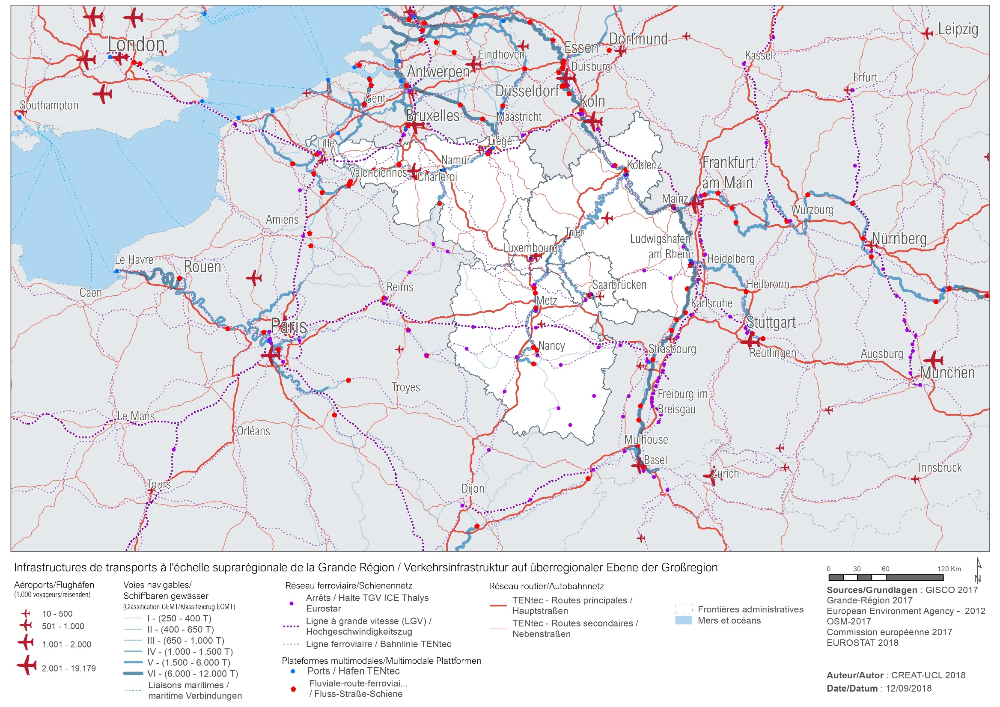 London
Essen
Dortmund
Leipzig
Kassel
Eindhoven
Duisburg
Antwerpen
Erfurt
Düsseldorf
Gent
Southampton
Köln
Bruxelles
Maastricht
Lille
Liège
Namur
Koblenz
Frankfurt
am Main
Valenciennes
Charleroi
Mainz
Würzburg
Amiens
Trier
Ludwigshafen
am Rhein
Nürnberg
Luxembourg
Le Havre
Rouen
Heidelberg
Caen
Reims
Saarbrücken
Heilbronn
Metz
Karlsruhe
Paris
Stuttgart
Nancy
Strasbourg
Reutlingen
Augsburg
München
Troyes
Freiburg im
Breisgau
Le Mans
Orléans
Mulhouse
Basel
Zurich
Innsbruck
Tours
Dijon
Infrastructures de transports à l'échelle suprarégionale de la Grande Région / Verkehrsinfrastruktur auf überregionaler Ebene der Großregion
Aéroports/Flughäfen
(1.000 voyageurs/reisenden)
10 - 500
501 - 1.000
1.001 - 2.000
2.001 - 19.179
Voies navigables/
Schiffbaren gewässer
(Classification CEMT/Klassifizierug ECMT)
I - (250 - 400 T)
II - (400 - 650 T)
III - (650 - 1.000 T)
IV - (1.000 - 1.500 T)
V - (1.500 - 6.000 T)
VI - (6.000 - 12.000 T)
Liaisons maritimes /
maritime Verbindungen
Réseau ferroviaire/Schienennetz
Arrêts / Halte TGV ICE Thalys
Eurostar
Ligne à grande vitesse (LGV) /
Hochgeschwindigkeitszug
Ligne ferroviaire / Bahnlinie TENtec
Plateformes multimodales/Multimodale Plattformen
Ports / Häfen TENtec
Fluviale-route-ferroviai...
/ Fluss-Straße-Schiene
Réseau routier/Autobahnnetz
TENtec - Routes principales /
Hauptstraßen
TENtec - Routes secondaires /
Nebenstraßen
Frontières administratives
Mers et océans
0 30 60 120 Km
N
Sources/Grundlagen : GISCO 2017
Grande-Région 2017
European Environment Agency - 2012
OSM-2017
Commission européenne 2017
EUROSTAT 2018
Auteur/Autor : CREAT-UCL 2018
Date/Datum : 12/09/2018